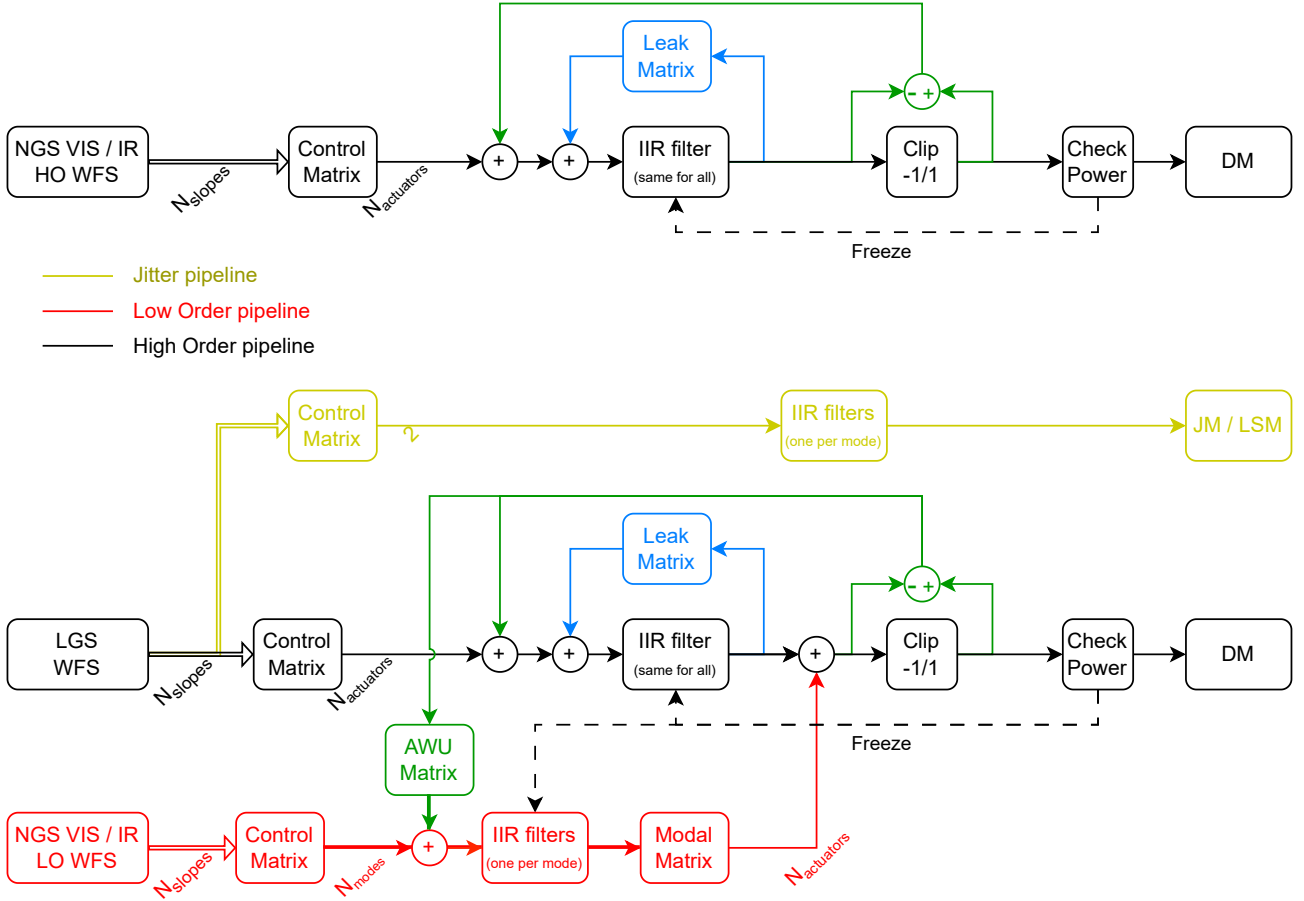 Leak
Matrix
- +
NGS VIS / IR
HO WFS
Control
Matrix
+
+
IIR filter
(same for all)
Clip
-1/1
Check
Power
DM
Nslopes
Nactuators
Freeze
Jitter pipeline
Low Order pipeline
High Order pipeline
Control
Matrix
2
IIR filters
(one per mode)
JM / LSM
Leak
Matrix
- +
LGS
WFS
Control
Matrix
+
+
IIR filter
(same for all)
+
Clip
-1/1
Check
Power
DM
Nslopes
Nactuators
Freeze
AWU
Matrix
NGS VIS / IR
LO WFS
Control
Matrix
+
IIR filters
(one per mode)
Modal
Matrix
Nslopes
Nmodes
Nactuators